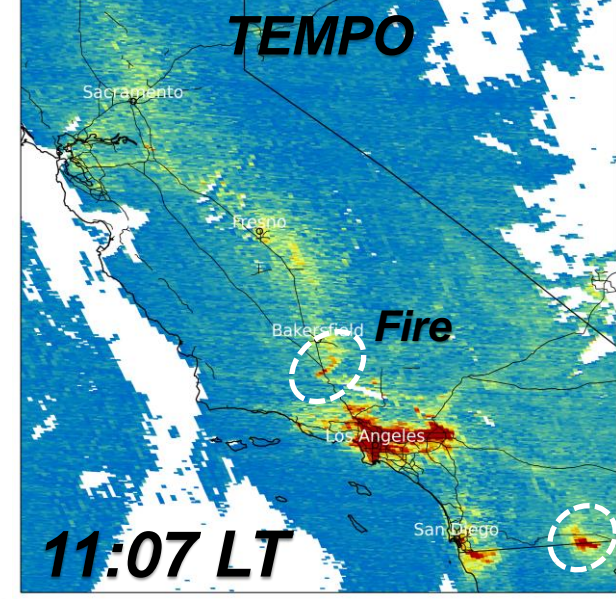 TEMPO
Sacramento
Fresno
Bakersfield
Fire
Los Angeles
San Diego
11:07 LT